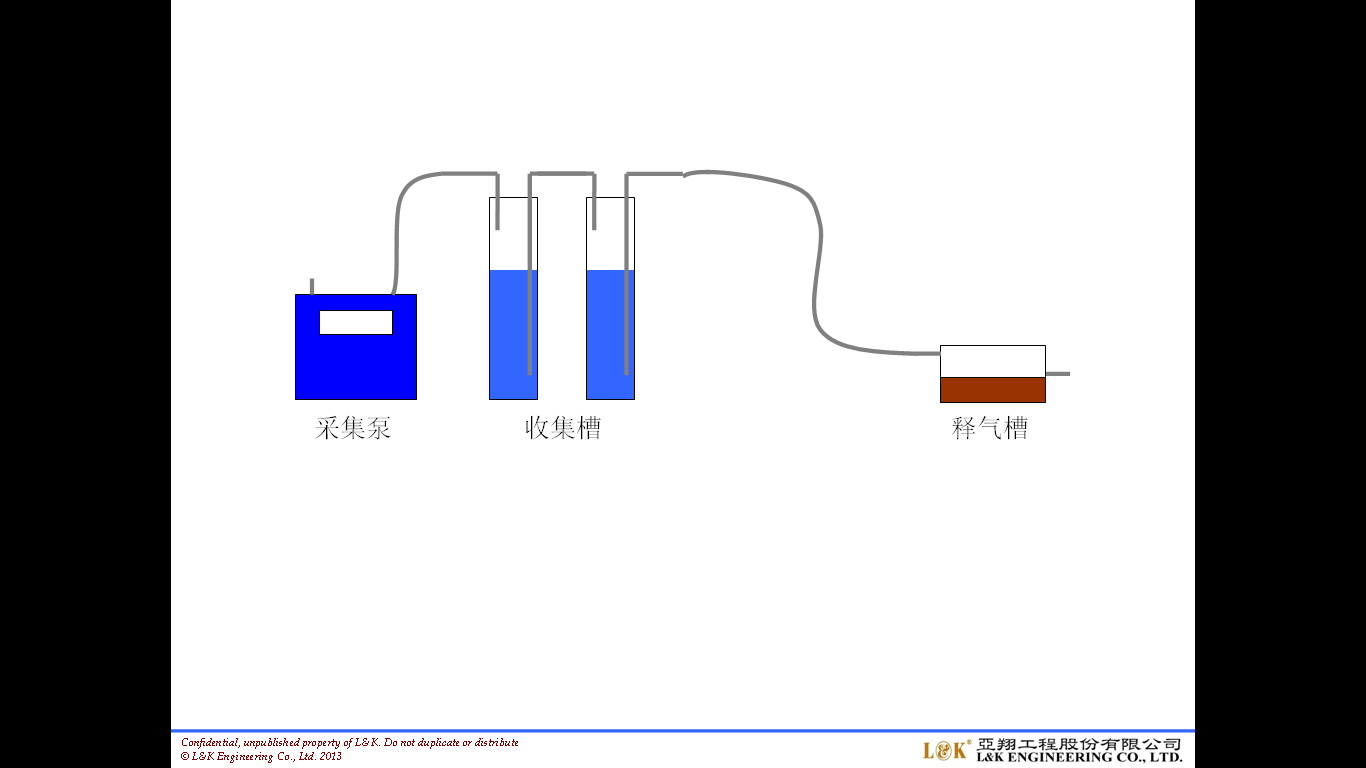 采集泵
收集槽
释气槽
Confidential, unpublished property of L&K. Do not duplicate or distribute
© L&K Engineering Co., Ltd. 2013
L&K®
亞翔工程股份有限公司
L&K ENGINEERING CO., LTD.